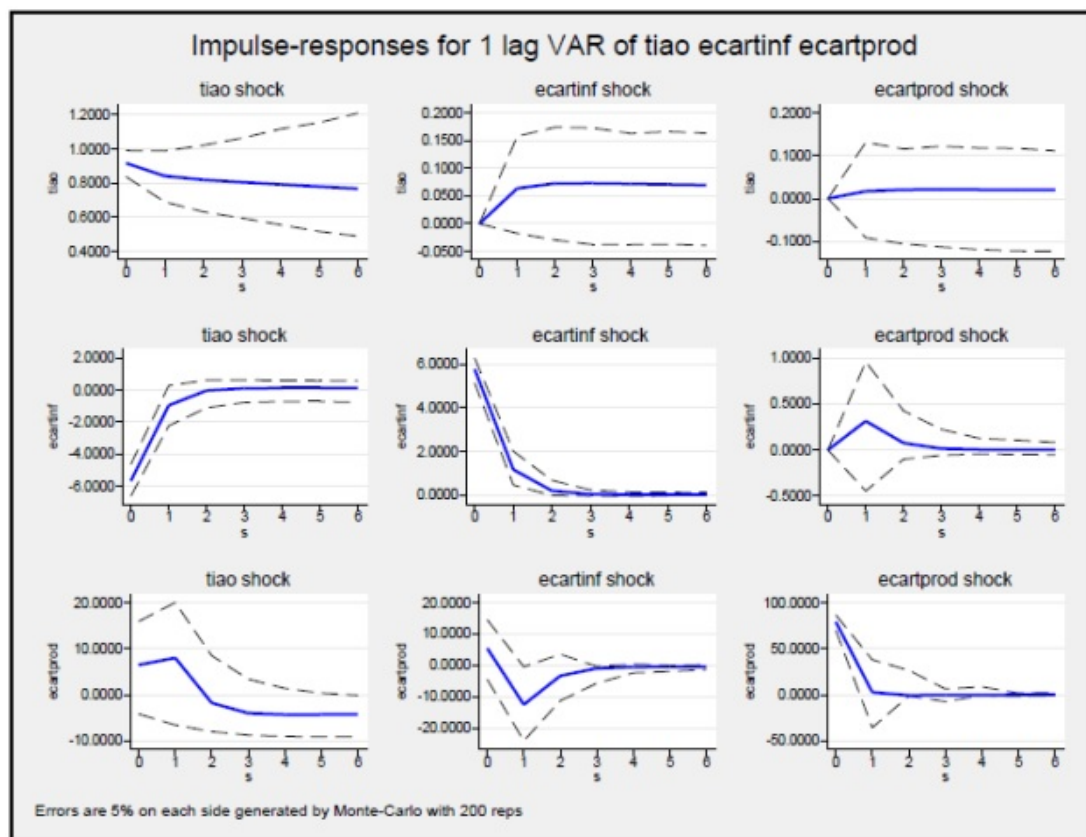 Impulse-responses for 1 lag VAR of tiao ecartinf ecartprod
tiao shock
1.2000
1.0000
0.8000
0.6000
0.4000
tiao
0 1 2 3 4 5 6
s
ecartinf shock
0.2000
0.1500
0.1000
0.0500
0.0000
-0.0500
tiao
0 1 2 3 4 5 6
s
ecartprod shock
0.2000
0.1000
0.0000
-0.1000
tiao
0 1 2 3 4 5 6
s
tiao shock
2.0000
0.0000
-2.0000
-4.0000
-6.0000
ecartinf
0 1 2 3 4 5 6
s
ecartinf shock
6.0000
4.0000
2.0000
0.0000
ecartinf
0 1 2 3 4 5 6
s
ecartprod shock
1.0000
0.5000
0.0000
-0.5000
ecartinf
0 1 2 3 4 5 6
s
tiao shock
20.0000
10.0000
0.0000
-10.0000
ecartprod
0 1 2 3 4 5 6
s
ecartinf shock
20.0000
10.0000
0.0000
-10.0000
-20.0000
ecartprod
0 1 2 3 4 5 6
s
ecartprod shock
100.0000
50.0000
0.0000
-50.0000
ecartprod
0 1 2 3 4 5 6
s
Errors are 5% on each side generated by Monte-Carlo with 200 reps